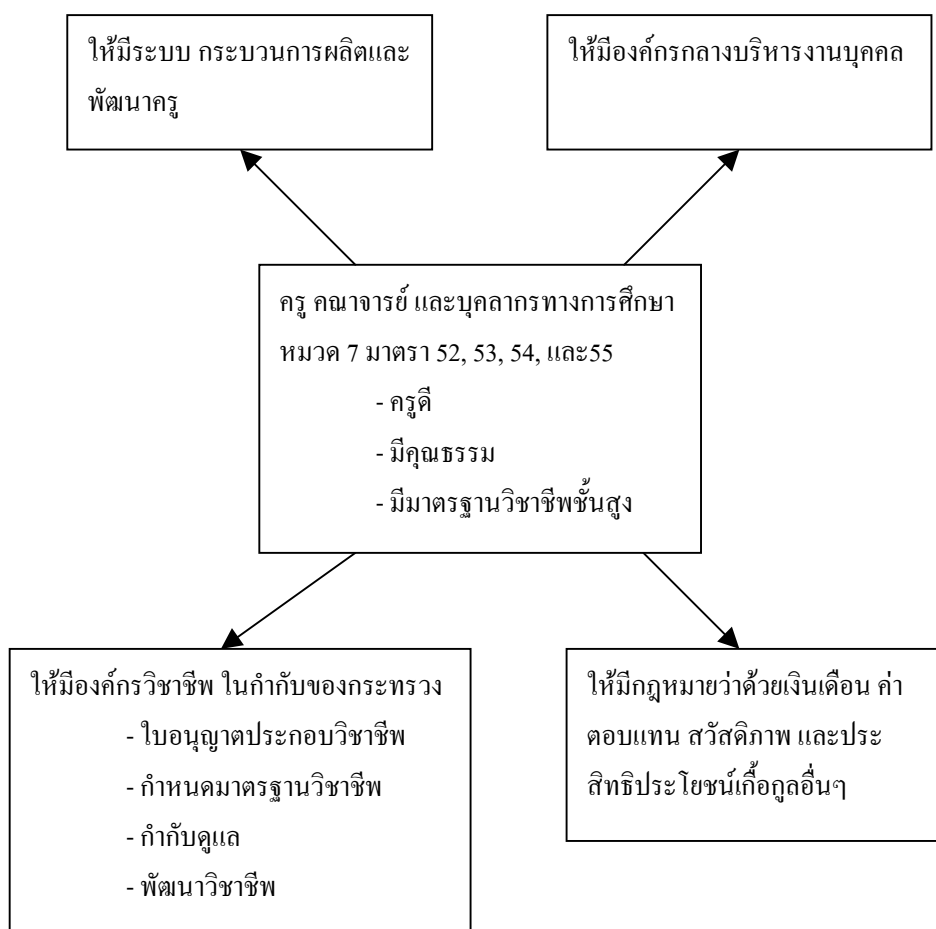 ให้มีระบบ กระบวนการผลิตและ
พัฒนาครู
ให้มีองค์กรกลางบริหารงานบุคคล
ครู คณาจารย์ และบุคลากรทางการศึกษา
หมวด 7 มาตรา 52, 53, 54, และ55
- ครูดี
- มีคุณธรรม
- มีมาตรฐานวิชาชีพชั้นสูง
ให้มีองค์กรวิชาชีพ ในกำกับของกระทรวง
- ใบอนุญาตประกอบวิชาชีพ
- กำหนดมาตรฐานวิชาชีพ
- กำกับดูแล
- พัฒนาวิชาชีพ
ให้มีกฎหมายว่าด้วยเงินเดือน ค่า
ตอบแทน สวัสดิภาพ และประ
สิทธิประโยชน์เกื้อกูลอื่นๆ